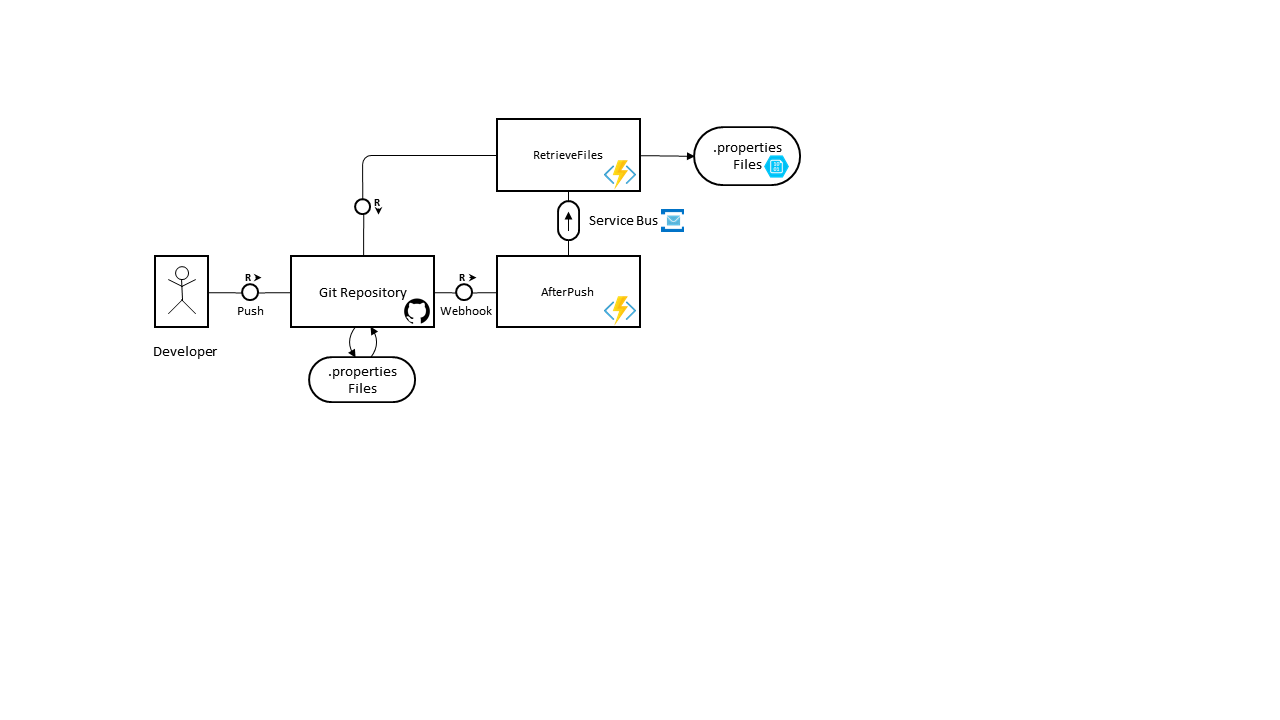 RetrieveFiles
.properties
Files
R
Service Bus
R
R
Git Repository
AfterPush
Push
Webhook
Developer
.properties
Files